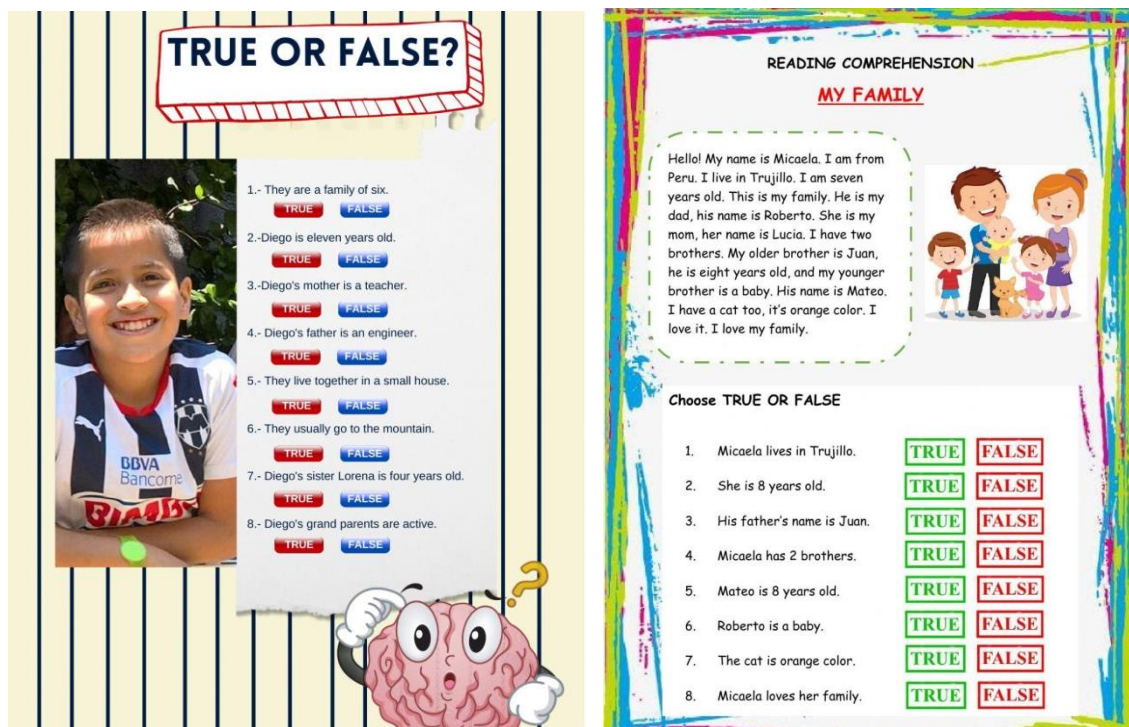 TRUE OR FALSE?
1.- They are a family of six.
TRUE FALSE
2.-Diego is eleven years old.
TRUE FALSE
3.-Diego's mother is a teacher.
TRUE FALSE
4.- Diego's father is an engineer.
TRUE FALSE
5.- They live together in a small house.
TRUE FALSE
6.- They usually go to the mountain.
TRUE FALSE
7.- Diego's sister Lorena is four years old.
TRUE FALSE
8.- Diego's grand parents are active.
TRUE FALSE
BBVA
Bancomer
BIMBO
READING COMPREHENSION
MY FAMILY
Hello! My name is Micaela. I am from
Peru. I live in Trujillo. I am seven
years old. This is my family. He is my
dad, his name is Roberto. She is my
mom, her name is Lucia. I have two
brothers. My older brother is Juan,
he is eight years old, and my younger
brother is a baby. His name is Mateo.
I have a cat too, it's orange color. I
love it. I love my family.
Choose TRUE OR FALSE
1. Micaela lives in Trujillo. TRUE FALSE
2. She is 8 years old. TRUE FALSE
3. His father's name is Juan. TRUE FALSE
4. Micaela has 2 brothers. TRUE FALSE
5. Mateo is 8 years old. TRUE FALSE
6. Roberto is a baby. TRUE FALSE
7. The cat is orange color. TRUE FALSE
8. Micaela loves her family. TRUE FALSE